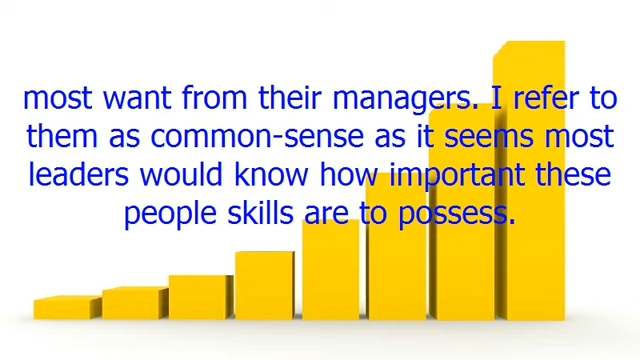 most want from their managers. I refer to
them as common-sense as it seems most
leaders would know how important these
people skills are to possess.